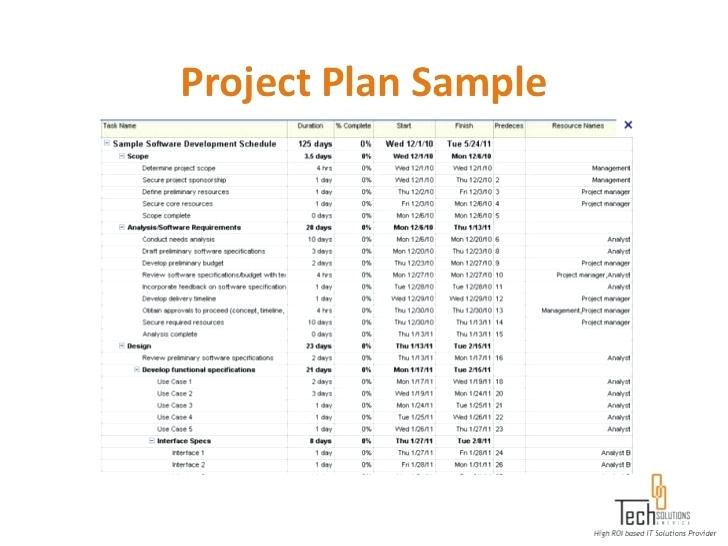 Project Plan Sample
Task Name Duration % Complete Start Finish Predeces Resource Names
Sample Software Development Schedule 125 days 0% Wed 12/1/10 Tue 5/24/11
Scope 3.5 days 0% Wed 12/1/10 Mon 12/6/10
Determine project scope 4 hrs 0% Wed 12/1/10 Wed 12/1/10 Management
Secure project sponsorship 1 day 0% Wed 12/1/10 Thu 12/2/10 2 Management
Define preliminary resources 1 day 0% Thu 12/2/10 Fri 12/3/10 3 Project manager
Secure core resources 1 day 0% Fri 12/3/10 Mon 12/6/10 4 Project manager
Scope complete 0 days 0% Mon 12/6/10 Mon 12/6/10 5
Analysis/Software Requirements 28 days 0% Mon 12/6/10 Thu 1/13/11
Conduct needs analysis 10 days 0% Mon 12/6/10 Mon 12/20/10 6 Analyst
Draft preliminary software specifications 3 days 0% Mon 12/20/10 Thu 12/23/10 8 Analyst
Develop preliminary budget 2 days 0% Thu 12/23/10 Mon 12/27/10 9 Project manager
Review software specifications/budget with te 4 hrs 0% Mon 12/27/10 Mon 12/27/10 10 Project manager,Analyst
Incorporate feedback on software specification 1 day 0% Tue 12/28/10 Tue 12/28/10 11 Analyst
Develop delivery timeline 1 day 0% Wed 12/29/10 Wed 12/29/10 12 Project manager
Obtain approvals to proceed (concept, timeline, 4 hrs 0% Thu 12/30/10 Thu 12/30/10 13 Management,Project manager
Secure required resources 10 days 0% Thu 12/30/10 Thu 1/13/11 14 Project manager
Analysis complete 0 days 0% Thu 1/13/11 Thu 1/13/11 15
Design 23 days 0% Thu 1/13/11 Tue 2/15/11
Review preliminary software specifications 2 days 0% Thu 1/13/11 Mon 1/17/11 16 Analyst
Develop functional specifications 21 days 0% Mon 1/17/11 Tue 2/15/11
Use Case 1 2 days 0% Mon 1/17/11 Wed 1/19/11 18 Analyst
Use Case 2 3 days 0% Wed 1/19/11 Mon 1/24/11 20 Analyst
Use Case 3 1 day 0% Mon 1/24/11 Tue 1/25/11 21 Analyst
Use Case 4 1 day 0% Tue 1/25/11 Wed 1/26/11 22 Analyst
Use Case 5 1 day 0% Wed 1/26/11 Thu 1/27/11 23 Analyst
Interface Specs 8 days 0% Thu 1/27/11 Tue 2/8/11
Interface 1 1 day 0% Thu 1/27/11 Fri 1/28/11 24 Analyst B
Interface 2 1 day 0% Fri 1/28/11 Mon 1/31/11 26 Analyst B
Tech SOLUTIONS
AMERICA
High ROI based IT Solutions Provider